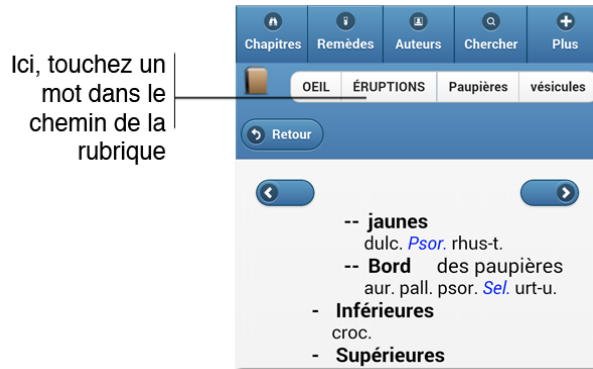 Chapitres Remèdes Auteurs Chercher Plus
Ici, touchez un
mot dans le
chemin de la
rubrique
OEIL ÉRUPTIONS Paupières vésicules
Retour
-- jaunes
dulc. Psor. rhus-t.
-- Bord des paupières
aur. pall. psor. Sel. urt-u.
- Inférieures
croc.
- Supérieures